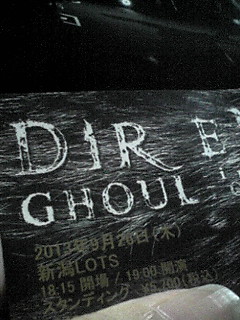 DIR E
GHOUL
2013年9月26日(木)
新潟LOTS
18:15 開場 / 19:00 開演
スタンディング ¥5,700(税込)